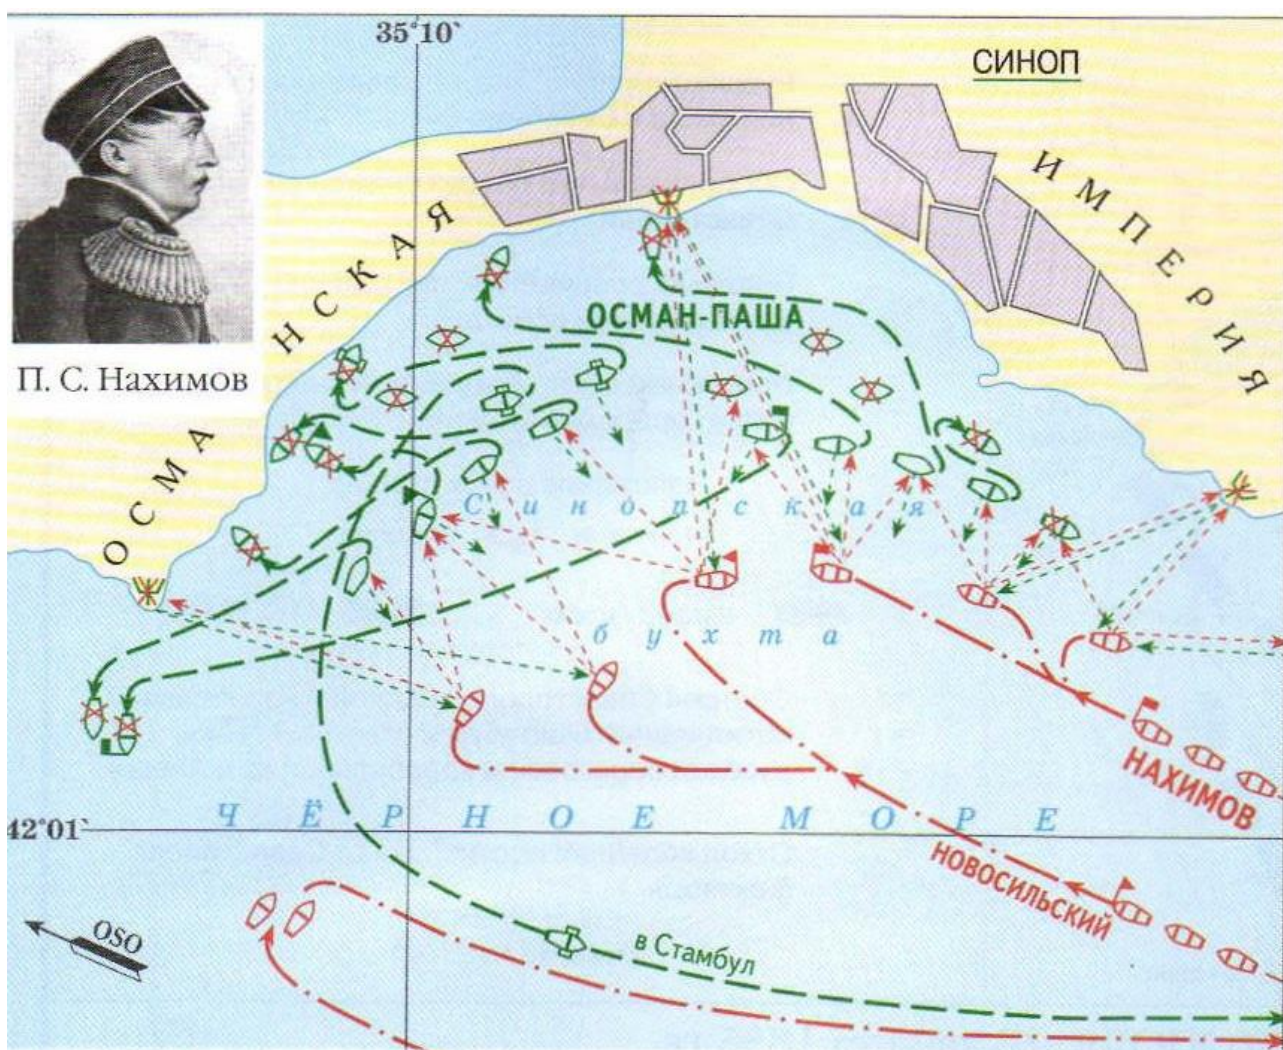 35°10`
СИНОП
ОСМАНСКАЯ ИМПЕРИЯ
ОСМАН-ПАША
П. С. Нахимов
Синопская
бухта
НАХИМОВ
ЧЁРНОЕ МОРЕ
42°01`
НОВОСИЛЬСКИЙ
OSO
в Стамбул